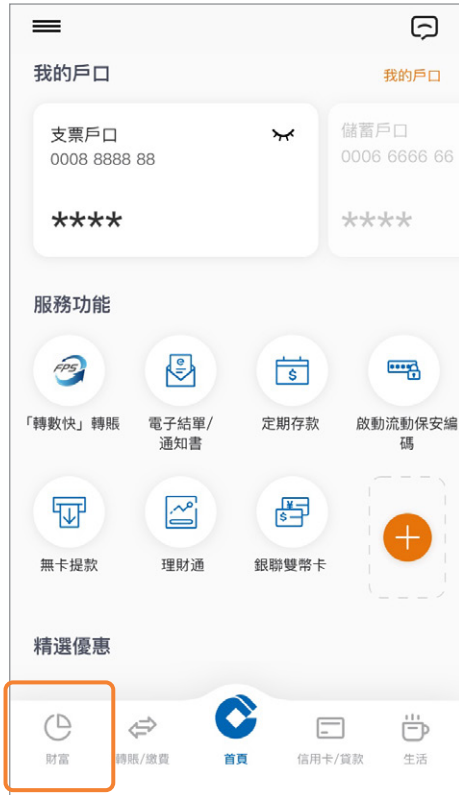 我的戶口
我的戶口
支票戶口
0008 8888 88
****
儲蓄戶口
0006 6666 66
****
服務功能
FPS
「轉數快」轉賬
電子結單/
通知書
定期存款
啟動流動保安編
碼
無卡提款
理財通
銀聯雙幣卡
精選優惠
財富
轉賬/繳費
首頁
信用卡/貸款
生活